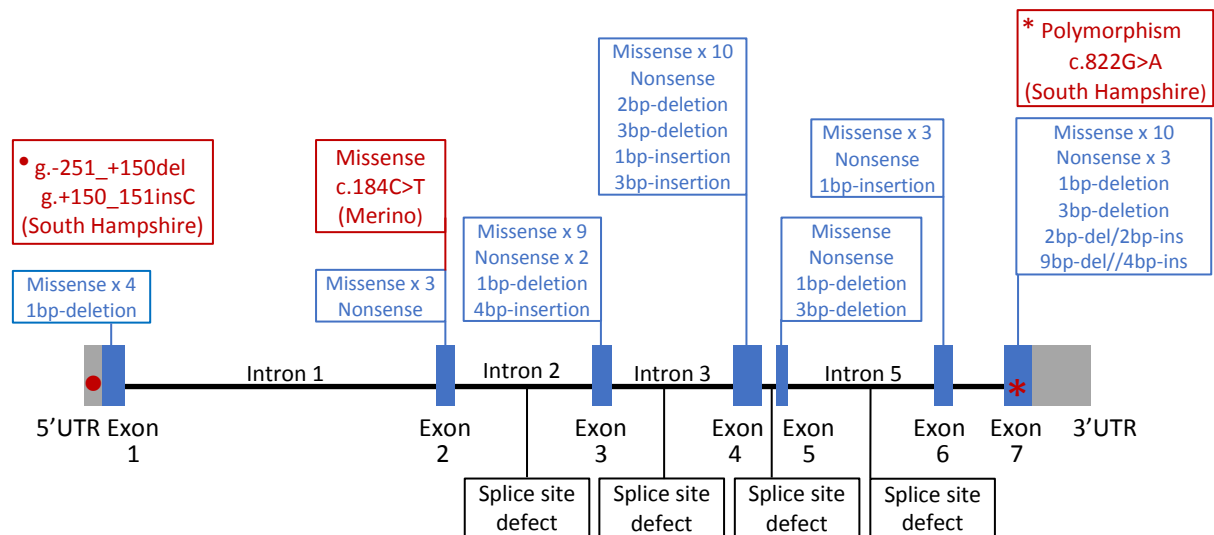 * Polymorphism
c.822G>A
(South Hampshire)
Missense x 10
Nonsense
2bp-deletion
3bp-deletion
1bp-insertion
3bp-insertion
Missense x 3
Nonsense
1bp-insertion
Missense x 10
Nonsense x 3
1bp-deletion
3bp-deletion
2bp-del/2bp-ins
9bp-del//4bp-ins
• g.-251_+150del
g.+150_151insC
(South Hampshire)
Missense
c.184C>T
(Merino)
Missense x 9
Nonsense x 2
1bp-deletion
4bp-insertion
Missense
Nonsense
1bp-deletion
3bp-deletion
Missense x 4
1bp-deletion
Missense x 3
Nonsense
Intron 1
Intron 2
Intron 3
Intron 5
*
5'UTR
Exon
1
Exon
2
Exon
3
Exon
4
Exon
5
Exon
6
Exon
7
3'UTR
Splice site
defect
Splice site
defect
Splice site
defect
Splice site
defect